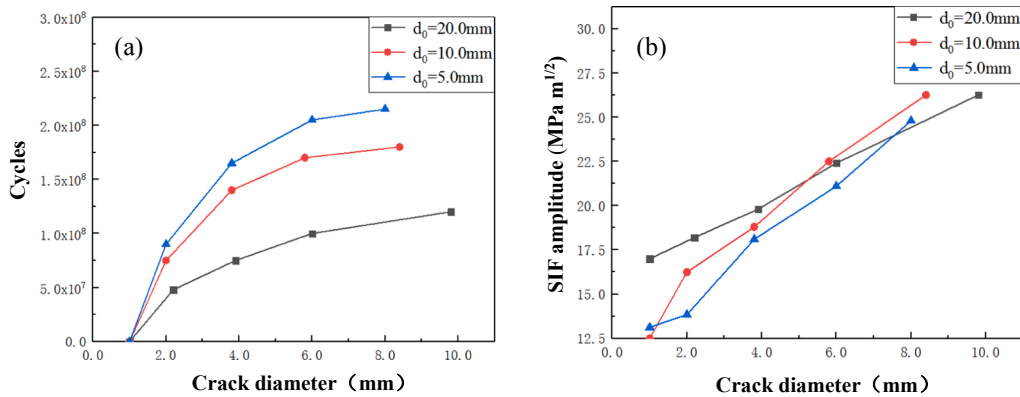 (a)
d₀=20.0mm
d₀=10.0mm
d₀=5.0mm
3.0x10⁸
2.5x10⁸
2.0x10⁸
1.5x10⁸
1.0x10⁸
5.0x10⁷
0.0
Cycles
0.0 2.0 4.0 6.0 8.0 10.0
Crack diameter（mm）
(b)
d₀=20.0mm
d₀=10.0mm
d₀=5.0mm
30.0
27.5
25.0
22.5
20.0
17.5
15.0
12.5
SIF amplitude (MPa m¹/²)
0.0 2.0 4.0 6.0 8.0 10.0
Crack diameter（mm）